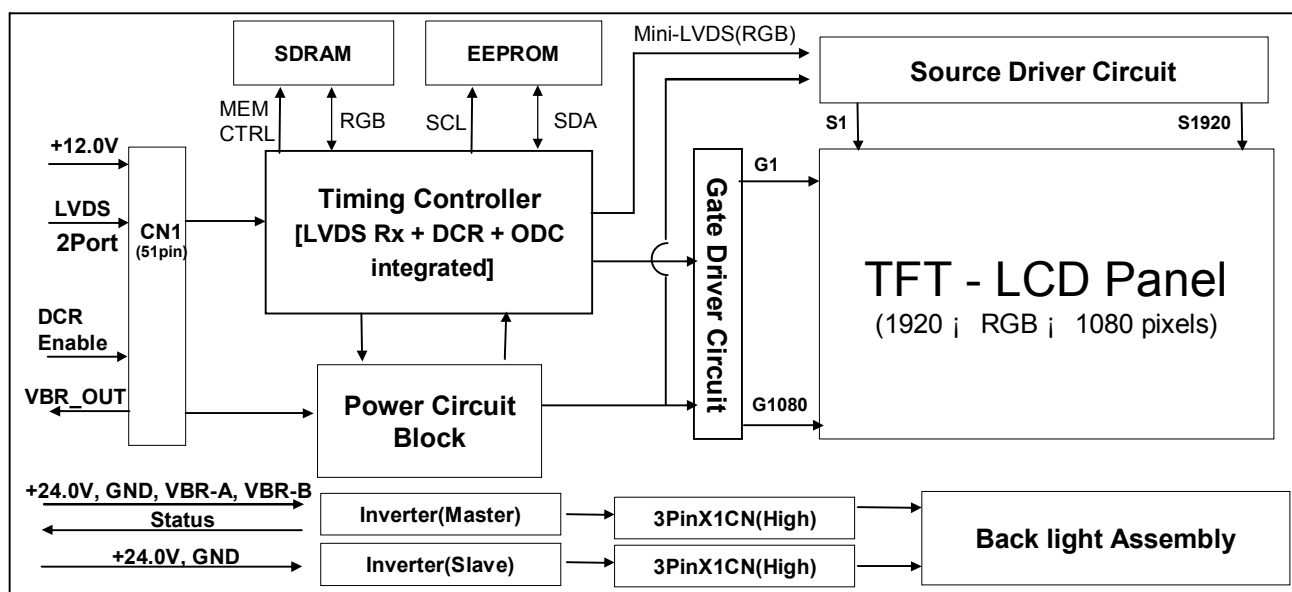 SDRAM
EEPROM
Mini-LVDS(RGB)
Source Driver Circuit
MEM
CTRL
RGB
SCL
SDA
S1
S1920
+12.0V
LVDS
2Port
CN1
(51pin)
DCR
Enable
VBR_OUT
Timing Controller
[LVDS Rx + DCR + ODC
integrated]
Power Circuit
Block
Gate Driver Circuit
G1
G1080
TFT - LCD Panel
(1920 ¡ RGB ¡ 1080 pixels)
+24.0V, GND, VBR-A, VBR-B
Status
+24.0V, GND
Inverter(Master)
3PinX1CN(High)
Inverter(Slave)
3PinX1CN(High)
Back light Assembly